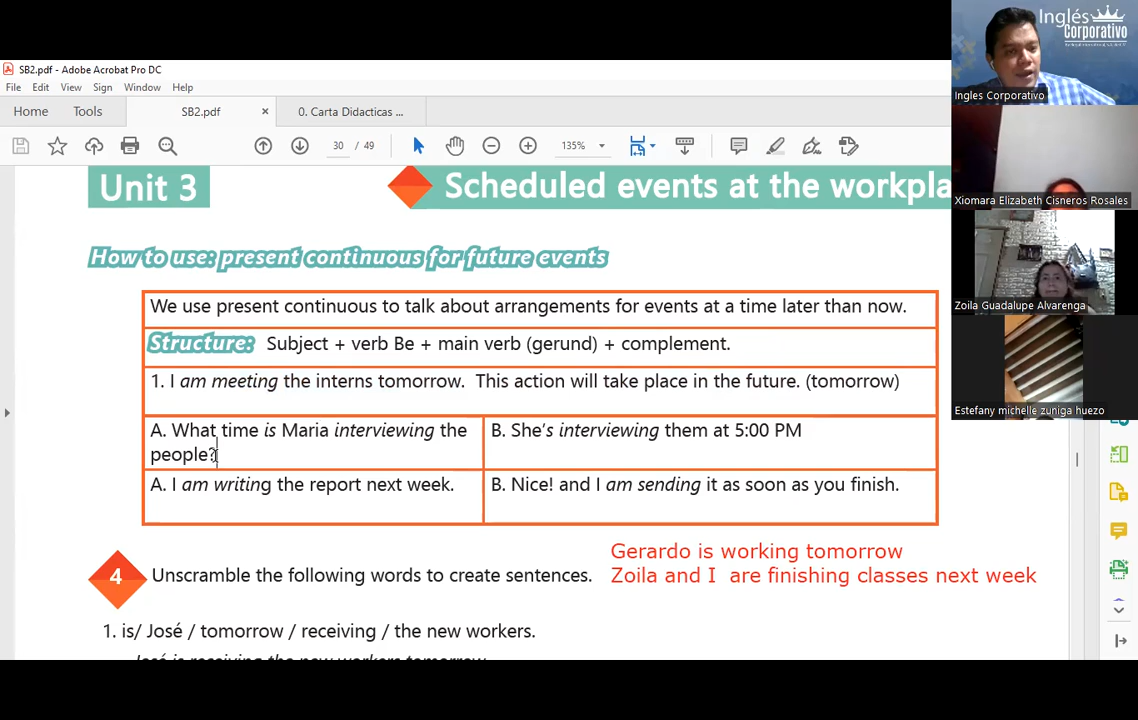 SB2.pdf - Adobe Acrobat Pro DC
File Edit View Sign Window Help
Home Tools SB2.pdf × 0. Carta Didacticas ...
30 / 49 135%
Unit 3 Scheduled events at the workpla
How to use: present continuous for future events
We use present continuous to talk about arrangements for events at a time later than now.
Structure: Subject + verb Be + main verb (gerund) + complement.
1. I am meeting the interns tomorrow. This action will take place in the future. (tomorrow)
A. What time is Maria interviewing the people?
B. She's interviewing them at 5:00 PM
A. I am writing the report next week.
B. Nice! and I am sending it as soon as you finish.
Gerardo is working tomorrow
Zoila and I are finishing classes next week
4 Unscramble the following words to create sentences.
1. is/ José / tomorrow / receiving / the new workers.
José is receiving the new workers tomorrow
Inglés
Corporativo
Ingles Corporativo
Xiomara Elizabeth Cisneros Rosales
Zoila Guadalupe Alvarenga
Estefany michelle zuniga huezo